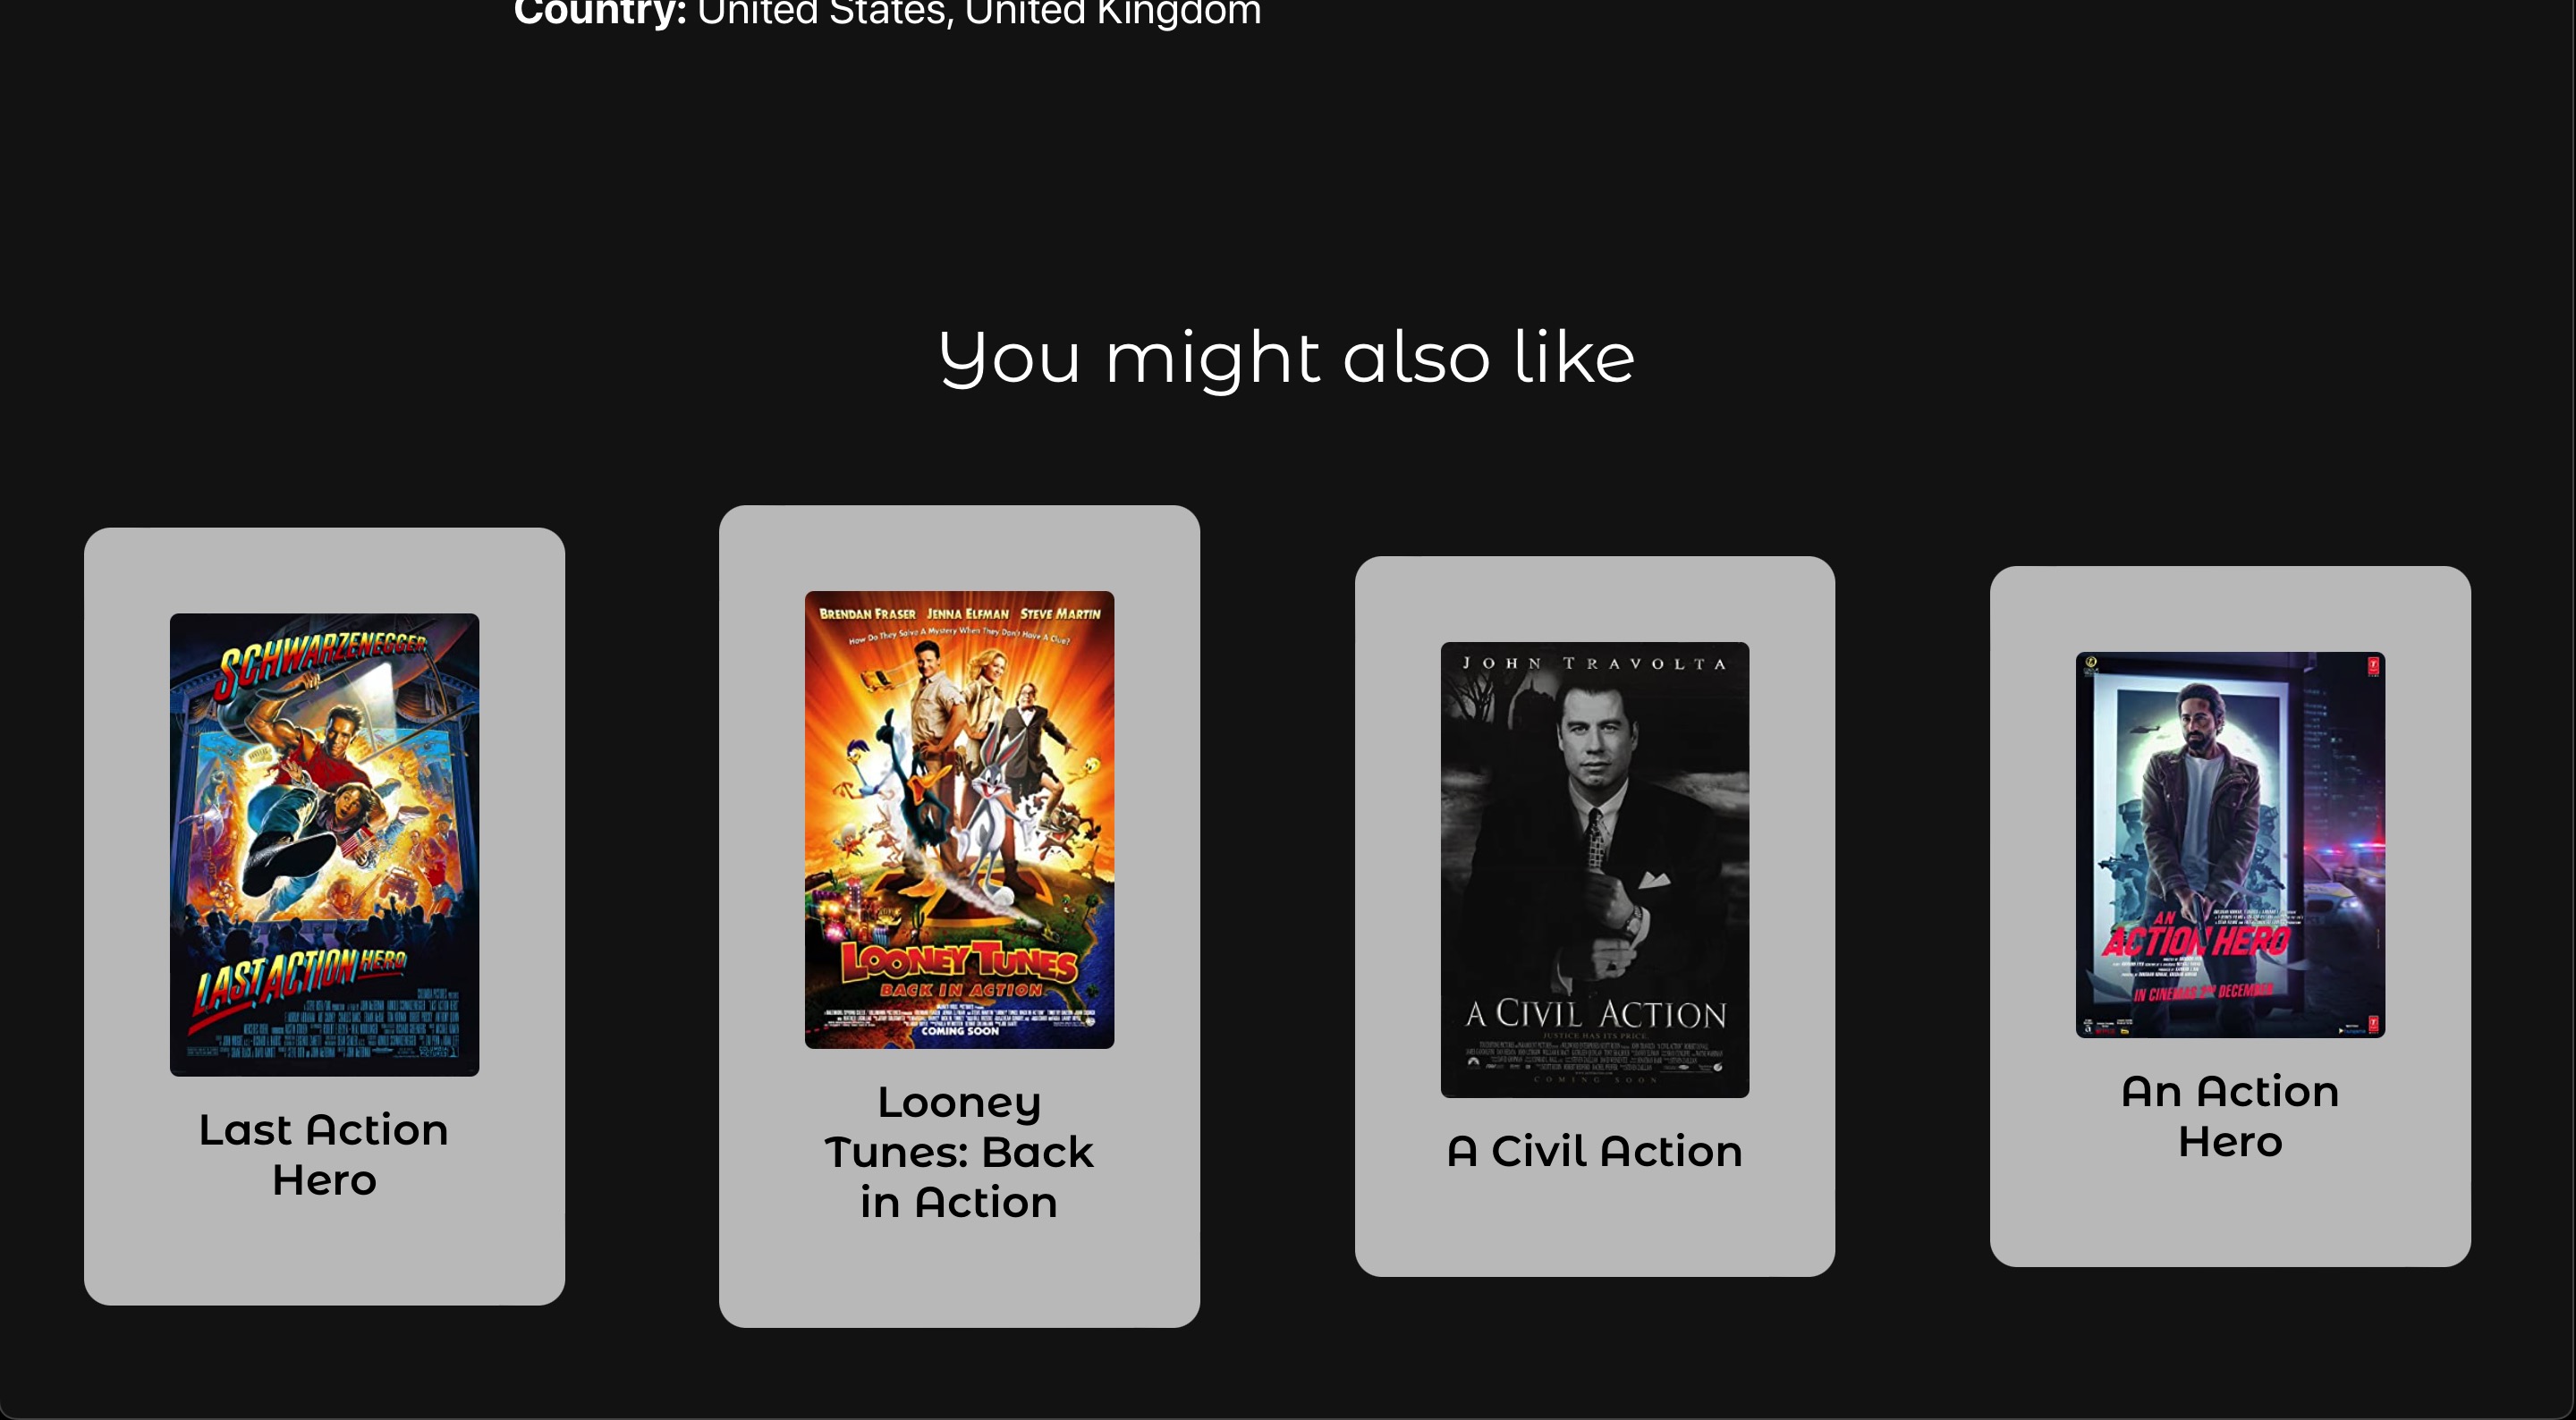 Country: United States, United Kingdom
You might also like
SCHWARZENEGGER
LAST ACTION HERO
Last Action
Hero
BRENDAN FRASER JENNA ELFMAN STEVE MARTIN
How Do They Solve A Mystery When They Don't Have A Clue?
LOONEY TUNES
BACK IN ACTION
COMING SOON
Looney
Tunes: Back
in Action
JOHN TRAVOLTA
A CIVIL ACTION
JUSTICE HAS ITS PRICE.
COMING SOON
A Civil Action
AN
ACTION HERO
IN CINEMAS 2ND DECEMBER
An Action
Hero